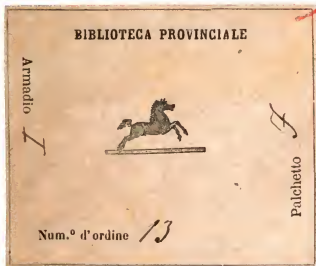 BIBLIOTECA PROVINCIALE
Armadio I
Palchetto F
Num.º d'ordine 13